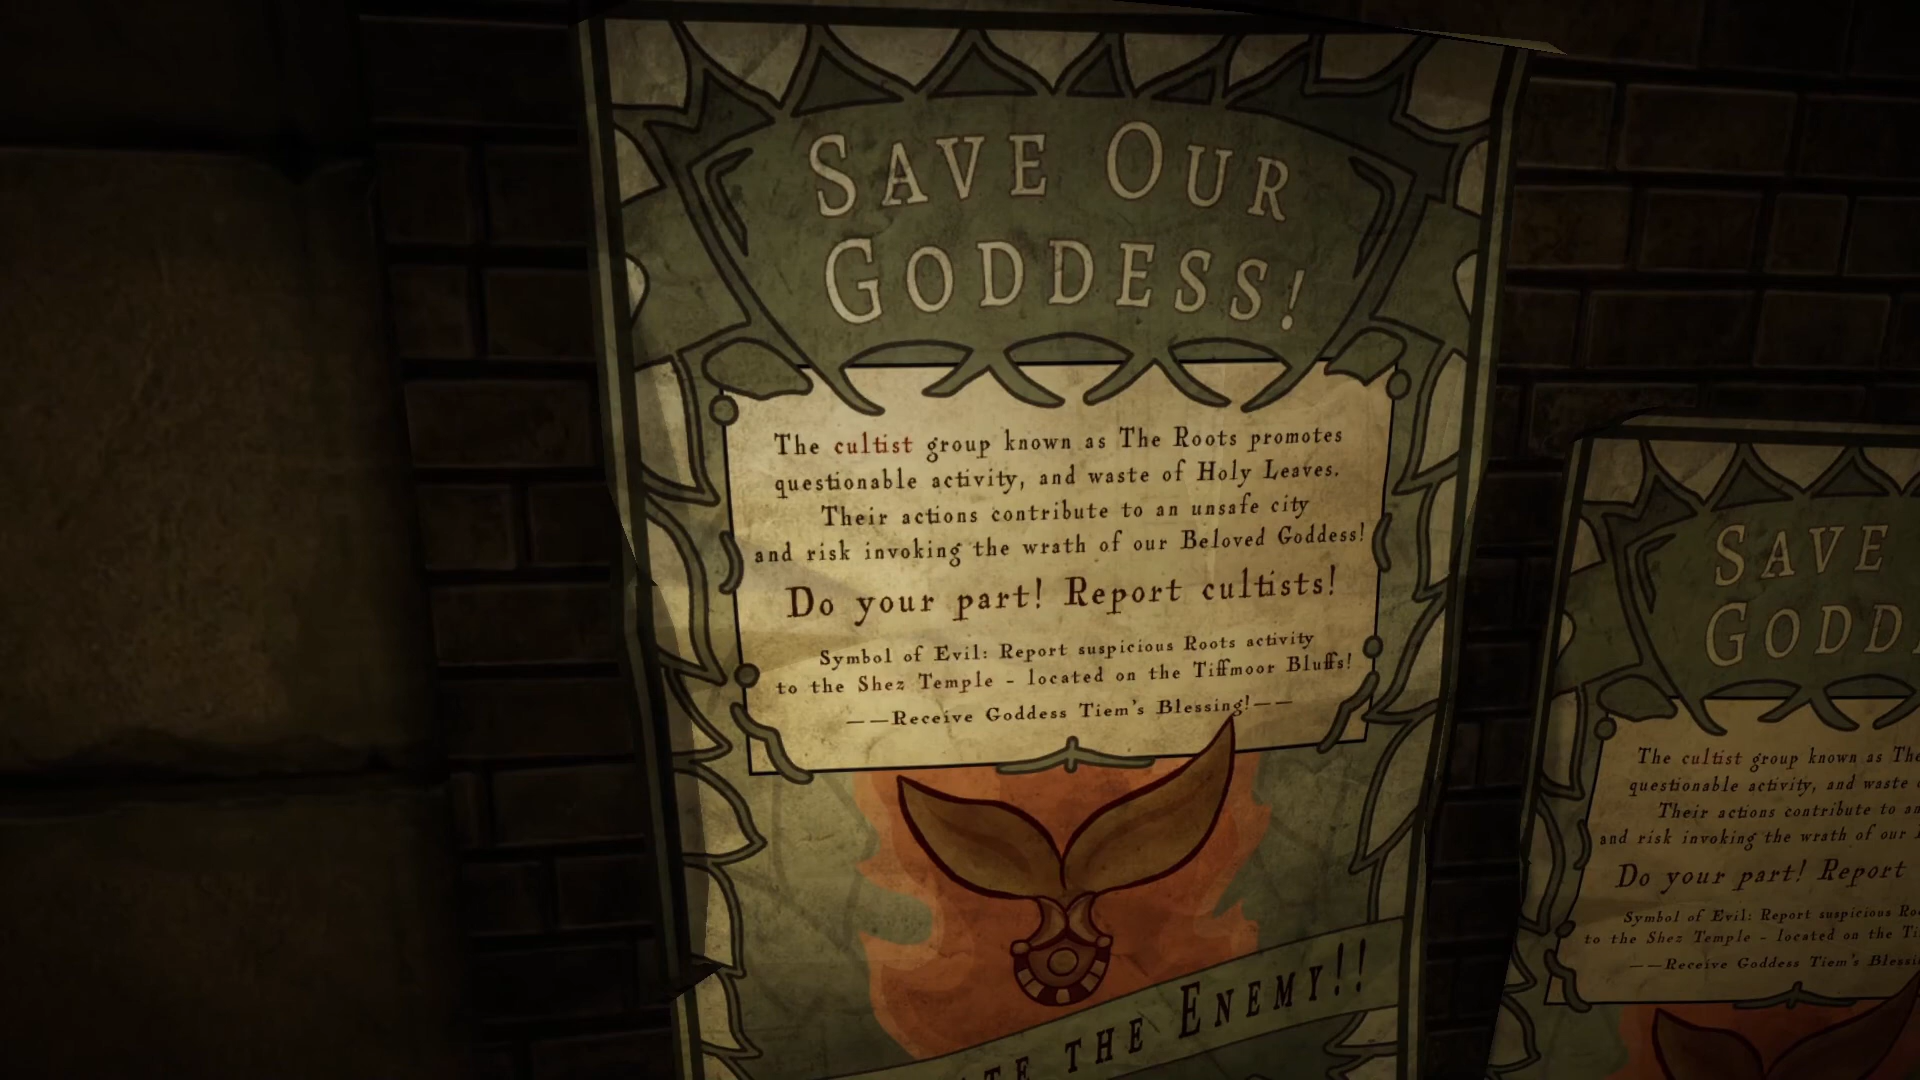 SAVE OUR
GODDESS!
The cultist group known as The Roots promotes
questionable activity, and waste of Holy Leaves.
Their actions contribute to an unsafe city
and risk invoking the wrath of our Beloved Goddess!
Do your part! Report cultists!
Symbol of Evil: Report suspicious Roots activity
to the Shez Temple - located on the Tiffmoor Bluffs!
——Receive Goddess Tiem's Blessing!——
THE ENEMY!!
SAVE
The cultist group known as The
questionable activity, and waste
Their actions contribute to
and risk invoking the wrath of our
Do your part! Report
Symbol of Evil: Report suspicious
to the Shez Temple - located on the
——Receive Goddess Tiem's